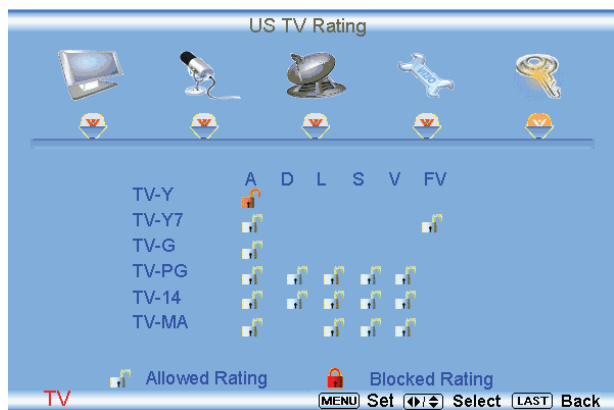 US TV Rating
A D L S V FV
TV-Y
TV-Y7
TV-G
TV-PG
TV-14
TV-MA
Allowed Rating Blocked Rating
TV MENU Set Select LAST Back